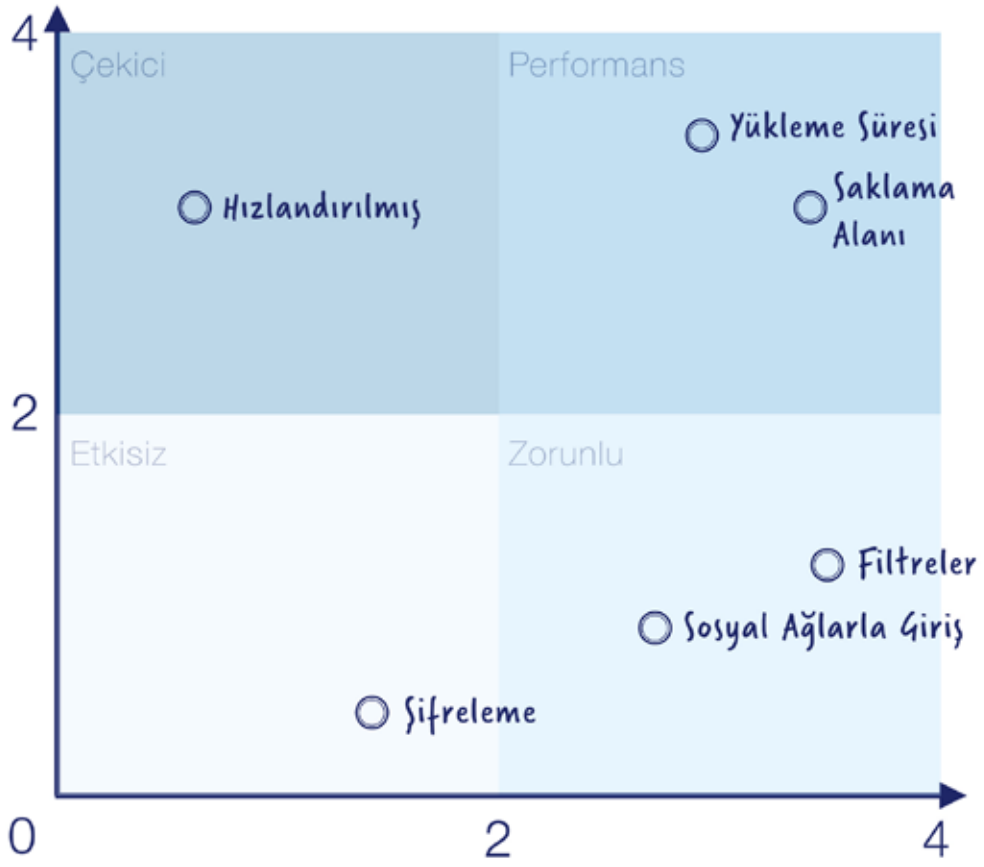 4
Çekici
Performans
Yükleme Süresi
Hızlandırılmış
Saklama
Alanı
2
Etkisiz
Zorunlu
Filtreler
Sosyal Ağlarla Giriş
Şifreleme
0
2
4